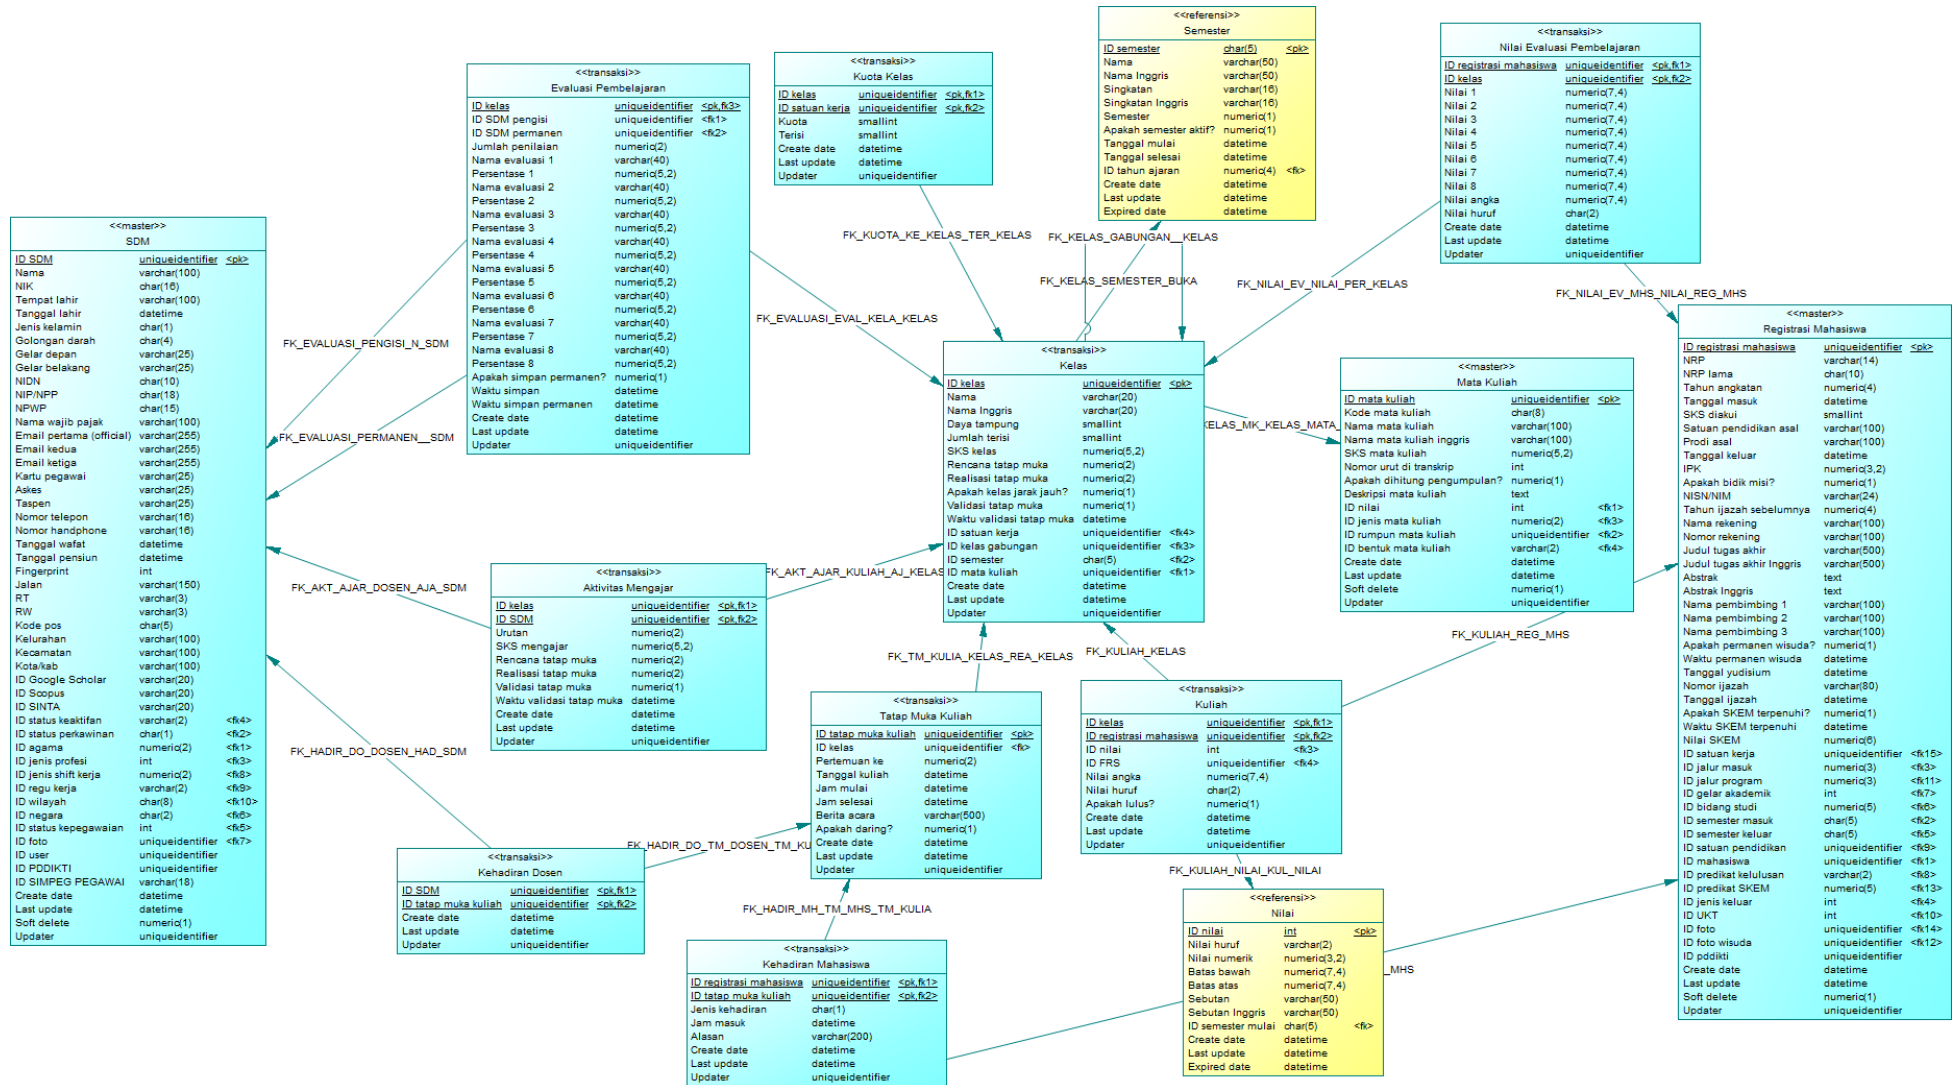 <<master>>
SDM
ID SDM uniqueidentifier <pk>
Nama varchar(100)
NIK char(16)
Tempat lahir varchar(100)
Tanggal lahir datetime
Jenis kelamin char(1)
Golongan darah char(4)
Gelar depan varchar(25)
Gelar belakang varchar(25)
NIDN char(10)
NIP/NPP char(18)
NPWP char(15)
Nama wajib pajak varchar(100)
Email pertama (official) varchar(255)
Email kedua varchar(255)
Email ketiga varchar(255)
Kartu pegawai varchar(25)
Askes varchar(25)
Taspen varchar(25)
Nomor telepon varchar(16)
Nomor handphone varchar(16)
Tanggal wafat datetime
Tanggal pensiun datetime
Fingerprint int
Jalan varchar(150)
RT varchar(3)
RW varchar(3)
Kode pos char(5)
Kelurahan varchar(100)
Kecamatan varchar(100)
Kota/kab varchar(100)
ID Google Scholar varchar(20)
ID Scopus varchar(20)
ID SINTA varchar(20)
ID status keaktifan varchar(2) <fk4>
ID status perkawinan char(1) <fk2>
ID agama numeric(2) <fk1>
ID jenis profesi int <fk3>
ID jenis shift kerja numeric(2) <fk8>
ID regu kerja varchar(2) <fk9>
ID wilayah char(8) <fk10>
ID negara char(2) <fk6>
ID status kepegawaian int <fk5>
ID foto uniqueidentifier <fk7>
ID user uniqueidentifier
ID PDDIKTI uniqueidentifier
ID SIMPEG PEGAWAI varchar(18)
Create date datetime
Last update datetime
Soft delete numeric(1)
Updater uniqueidentifier
<<transaksi>>
Evaluasi Pembelajaran
ID kelas uniqueidentifier <pk,fk3>
ID SDM pengisi uniqueidentifier <fk1>
ID SDM permanen uniqueidentifier <fk2>
Jumlah penilaian numeric(2)
Nama evaluasi 1 varchar(40)
Persentase 1 numeric(5,2)
Nama evaluasi 2 varchar(40)
Persentase 2 numeric(5,2)
Nama evaluasi 3 varchar(40)
Persentase 3 numeric(5,2)
Nama evaluasi 4 varchar(40)
Persentase 4 numeric(5,2)
Nama evaluasi 5 varchar(40)
Persentase 5 numeric(5,2)
Nama evaluasi 6 varchar(40)
Persentase 6 numeric(5,2)
Nama evaluasi 7 varchar(40)
Persentase 7 numeric(5,2)
Nama evaluasi 8 varchar(40)
Persentase 8 numeric(5,2)
Apakah simpan permanen? numeric(1)
Waktu simpan datetime
Waktu simpan permanen datetime
Create date datetime
Last update datetime
Updater uniqueidentifier
<<transaksi>>
Kuota Kelas
ID kelas uniqueidentifier <pk,fk1>
ID satuan kerja uniqueidentifier <pk,fk2>
Kuota smallint
Terisi smallint
Create date datetime
Last update datetime
Updater uniqueidentifier
<<referensi>>
Semester
ID semester char(5) <pk>
Nama varchar(50)
Nama Inggris varchar(50)
Singkatan varchar(16)
Singkatan Inggris varchar(16)
Semester numeric(1)
Apakah semester aktif? numeric(1)
Tanggal mulai datetime
Tanggal selesai datetime
ID tahun ajaran numeric(4) <fk>
Create date datetime
Last update datetime
Expired date datetime
<<transaksi>>
Nilai Evaluasi Pembelajaran
ID registrasi mahasiswa uniqueidentifier <pk,fk1>
ID kelas uniqueidentifier <pk,fk2>
Nilai 1 numeric(7,4)
Nilai 2 numeric(7,4)
Nilai 3 numeric(7,4)
Nilai 4 numeric(7,4)
Nilai 5 numeric(7,4)
Nilai 6 numeric(7,4)
Nilai 7 numeric(7,4)
Nilai 8 numeric(7,4)
Nilai angka numeric(7,4)
Nilai huruf char(2)
Create date datetime
Last update datetime
Updater uniqueidentifier
FK_EVALUASI_PENGISI_N_SDM
FK_EVALUASI_PERMANEN__SDM
FK_EVALUASI_EVAL_KELA_KELAS
FK_KUOTA_KE_KELAS_TER_KELAS
FK_KELAS_GABUNGAN__KELAS
FK_KELAS_SEMESTER_BUKA
FK_NILAI_EV_NILAI_PER_KELAS
FK_NILAI_EV_MHS_NILAI_REG_MHS
<<transaksi>>
Kelas
ID kelas uniqueidentifier <pk>
Nama varchar(20)
Nama Inggris varchar(20)
Daya tampung smallint
Jumlah terisi smallint
SKS kelas numeric(5,2)
Rencana tatap muka numeric(2)
Realisasi tatap muka numeric(2)
Apakah kelas jarak jauh? numeric(1)
Validasi tatap muka numeric(1)
Waktu validasi tatap muka datetime
ID satuan kerja uniqueidentifier <fk4>
ID kelas gabungan uniqueidentifier <fk3>
ID semester char(5) <fk2>
ID mata kuliah uniqueidentifier <fk1>
Create date datetime
Last update datetime
Updater uniqueidentifier
KELAS_MK_KELAS_MATA_
<<master>>
Mata Kuliah
ID mata kuliah uniqueidentifier <pk>
Kode mata kuliah char(8)
Nama mata kuliah varchar(100)
Nama mata kuliah inggris varchar(100)
SKS mata kuliah numeric(5,2)
Nomor urut di transkrip int
Apakah dihitung pengumpulan? numeric(1)
Deskripsi mata kuliah text
ID nilai int <fk1>
ID jenis mata kuliah numeric(2) <fk3>
ID rumpun mata kuliah uniqueidentifier <fk2>
ID bentuk mata kuliah varchar(2) <fk4>
Create date datetime
Last update datetime
Soft delete numeric(1)
Updater uniqueidentifier
<<master>>
Registrasi Mahasiswa
ID registrasi mahasiswa uniqueidentifier <pk>
NRP varchar(14)
NRP lama char(10)
Tahun angkatan numeric(4)
Tanggal masuk datetime
SKS diakui smallint
Satuan pendidikan asal varchar(100)
Prodi asal varchar(100)
Tanggal keluar datetime
IPK numeric(3,2)
Apakah bidik misi? numeric(1)
NISN/NIM varchar(24)
Tahun ijazah sebelumnya numeric(4)
Nama rekening varchar(100)
Nomor rekening varchar(100)
Judul tugas akhir varchar(500)
Judul tugas akhir Inggris varchar(500)
Abstrak text
Abstrak Inggris text
Nama pembimbing 1 varchar(100)
Nama pembimbing 2 varchar(100)
Nama pembimbing 3 varchar(100)
Apakah permanen wisuda? numeric(1)
Waktu permanen wisuda datetime
Tanggal yudisium datetime
Nomor ijazah varchar(80)
Tanggal ijazah datetime
Apakah SKEM terpenuhi? numeric(1)
Waktu SKEM terpenuhi datetime
Nilai SKEM numeric(6)
ID satuan kerja uniqueidentifier <fk15>
ID jalur masuk numeric(3) <fk3>
ID jalur program numeric(3) <fk11>
ID gelar akademik int <fk7>
ID bidang studi numeric(5) <fk6>
ID semester masuk char(5) <fk2>
ID semester keluar char(5) <fk5>
ID satuan pendidikan uniqueidentifier <fk9>
ID mahasiswa uniqueidentifier <fk1>
ID predikat kelulusan varchar(2) <fk8>
ID predikat SKEM numeric(5) <fk13>
ID jenis keluar int <fk4>
ID UKT int <fk10>
ID foto uniqueidentifier <fk14>
ID foto wisuda uniqueidentifier <fk12>
ID pddikti uniqueidentifier
Create date datetime
Last update datetime
Soft delete numeric(1)
Updater uniqueidentifier
FK_AKT_AJAR_DOSEN_AJA_SDM
<<transaksi>>
Aktivitas Mengajar
ID kelas uniqueidentifier <pk,fk1>
ID SDM uniqueidentifier <pk,fk2>
Urutan numeric(2)
SKS mengajar numeric(5,2)
Rencana tatap muka numeric(2)
Realisasi tatap muka numeric(2)
Validasi tatap muka numeric(1)
Waktu validasi tatap muka datetime
Create date datetime
Last update datetime
Updater uniqueidentifier
FK_AKT_AJAR_KULIAH_AJ_KELAS
FK_TM_KULIA_KELAS_REA_KELAS
FK_KULIAH_KELAS
FK_KULIAH_REG_MHS
FK_HADIR_DO_DOSEN_HAD_SDM
<<transaksi>>
Tatap Muka Kuliah
ID tatap muka kuliah uniqueidentifier <pk>
ID kelas uniqueidentifier <fk>
Pertemuan ke numeric(2)
Tanggal kuliah datetime
Jam mulai datetime
Jam selesai datetime
Berita acara varchar(500)
Apakah daring? numeric(1)
Create date datetime
Last update datetime
Updater uniqueidentifier
<<transaksi>>
Kuliah
ID kelas uniqueidentifier <pk,fk1>
ID registrasi mahasiswa uniqueidentifier <pk,fk2>
ID nilai int <fk3>
ID FRS uniqueidentifier <fk4>
Nilai angka numeric(7,4)
Nilai huruf char(2)
Apakah lulus? numeric(1)
Create date datetime
Last update datetime
Updater uniqueidentifier
FK_HADIR_DO_TM_DOSEN_TM_KU
<<transaksi>>
Kehadiran Dosen
ID SDM uniqueidentifier <pk,fk1>
ID tatap muka kuliah uniqueidentifier <pk,fk2>
Create date datetime
Last update datetime
Updater uniqueidentifier
FK_KULIAH_NILAI_KUL_NILAI
FK_HADIR_MH_TM_MHS_TM_KULIA
<<referensi>>
Nilai
ID nilai int <pk>
Nilai huruf varchar(2)
Nilai numerik numeric(3,2)
Batas bawah numeric(7,4)
Batas atas numeric(7,4)
Sebutan varchar(50)
Sebutan Inggris varchar(50)
ID semester mulai char(5) <fk>
Create date datetime
Last update datetime
Expired date datetime
_MHS
<<transaksi>>
Kehadiran Mahasiswa
ID registrasi mahasiswa uniqueidentifier <pk,fk1>
ID tatap muka kuliah uniqueidentifier <pk,fk2>
Jenis kehadiran char(1)
Jam masuk datetime
Alasan varchar(200)
Create date datetime
Last update datetime
Updater uniqueidentifier